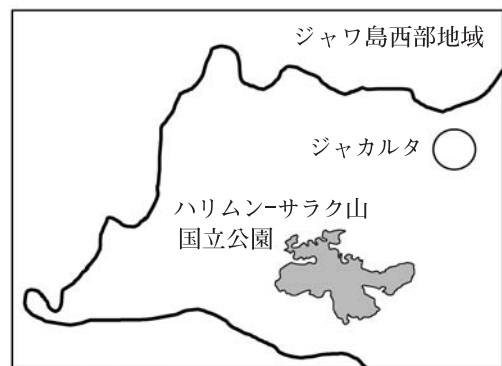 ジャワ島西部地域
ジャカルタ
ハリムン−サラク山
国立公園